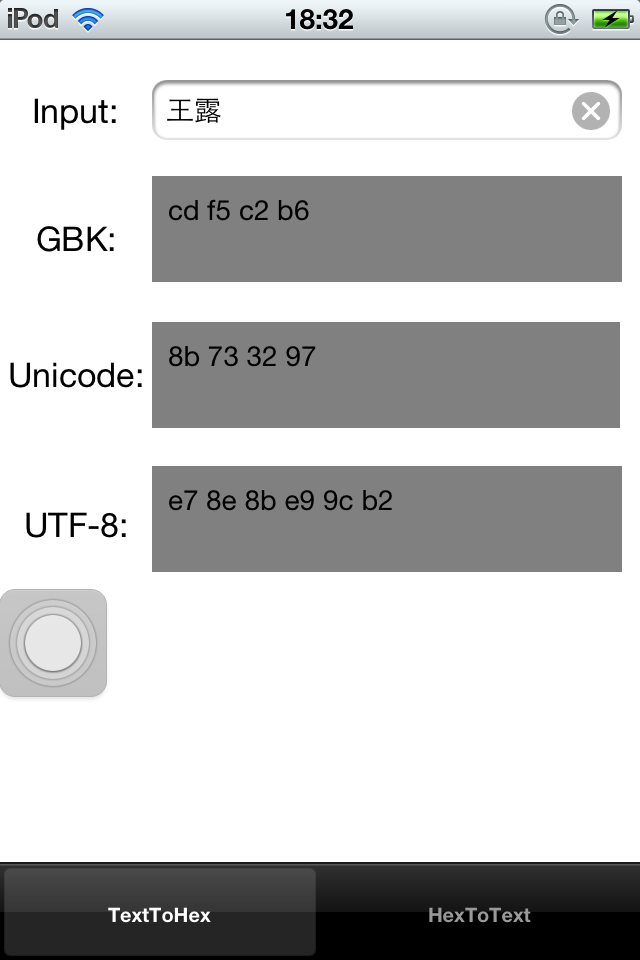 iPod 18:32
Input: 王露
GBK: cd f5 c2 b6
Unicode: 8b 73 32 97
UTF-8: e7 8e 8b e9 9c b2
TextToHex HexToText